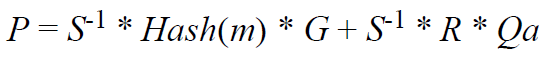 P = S⁻¹ * Hash(m) * G + S⁻¹ * R * Qa